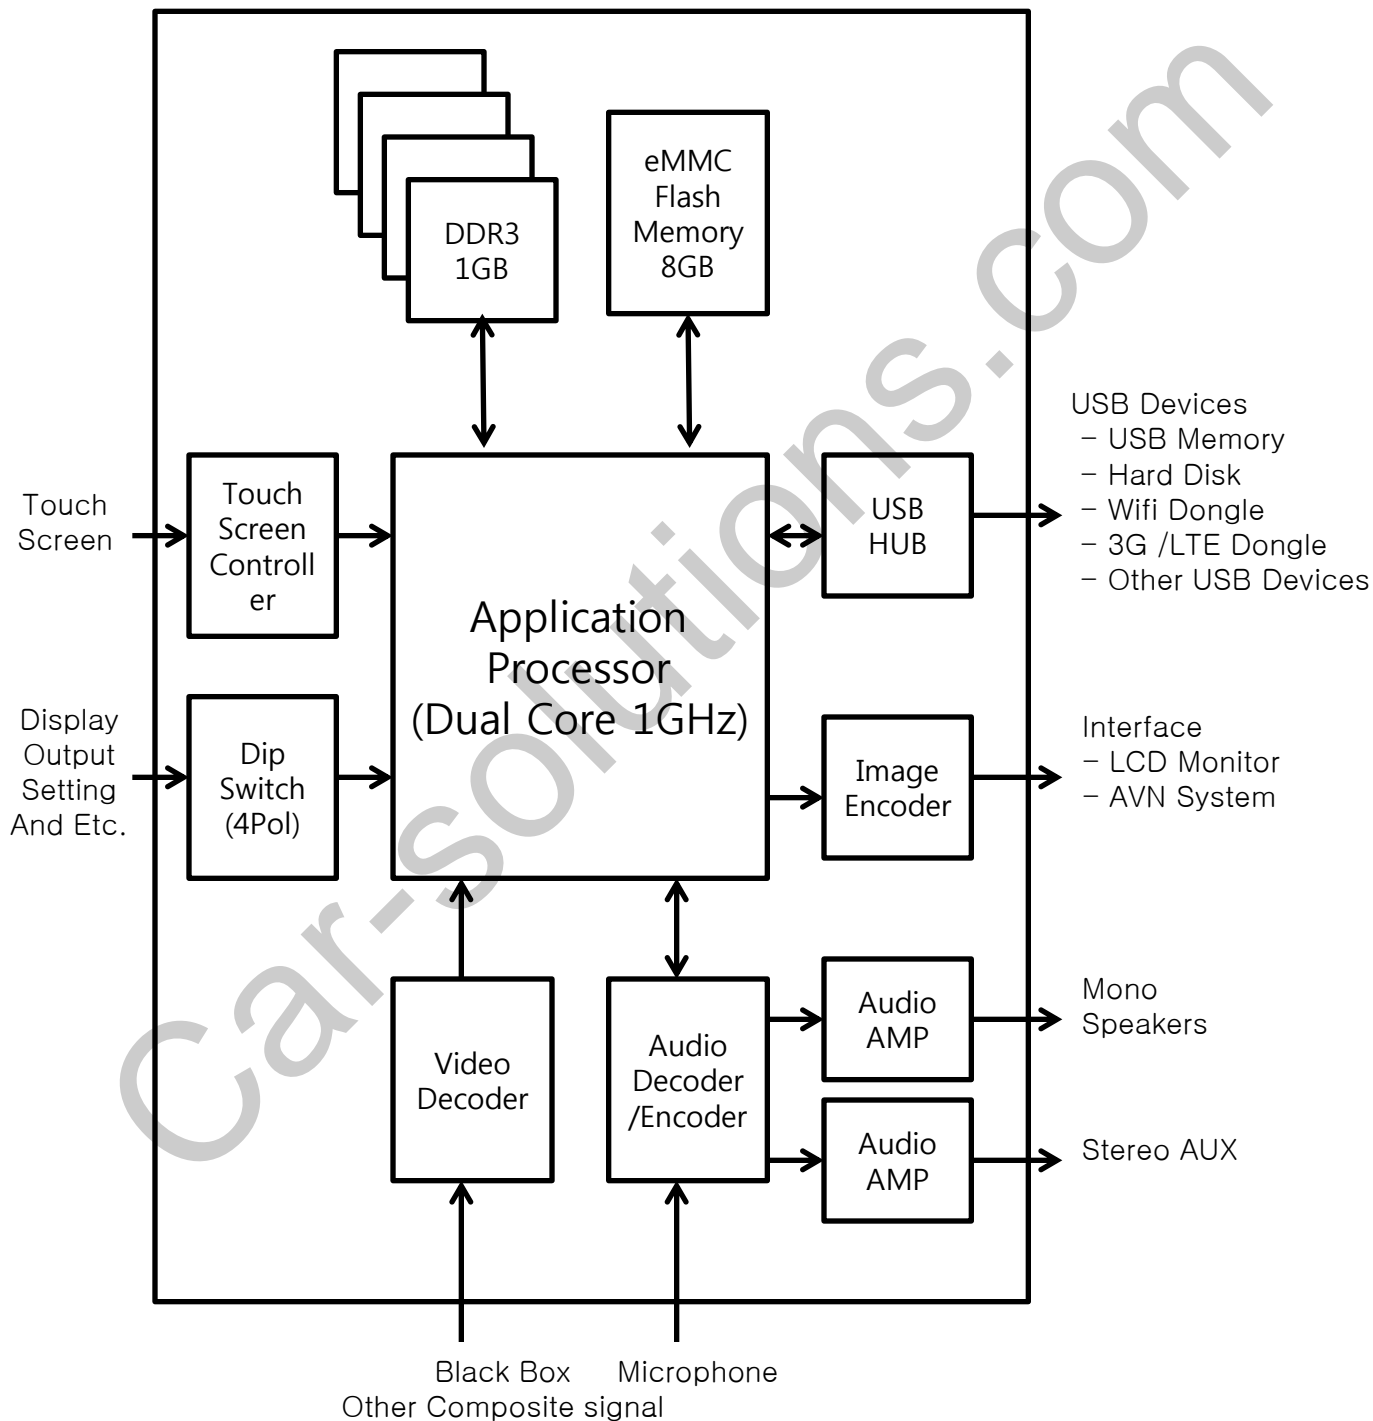 DDR3
1GB
eMMC
Flash
Memory
8GB
Touch
Screen
Touch
Screen
Controll
er
Application
Processor
(Dual Core 1GHz)
USB
HUB
USB Devices
- USB Memory
- Hard Disk
- Wifi Dongle
- 3G /LTE Dongle
- Other USB Devices
Display
Output
Setting
And Etc.
Dip
Switch
(4Pol)
Image
Encoder
Interface
- LCD Monitor
- AVN System
Video
Decoder
Audio
Decoder
/Encoder
Audio
AMP
Mono
Speakers
Audio
AMP
Stereo AUX
Black Box
Other Composite signal
Microphone
Car-solutions.com